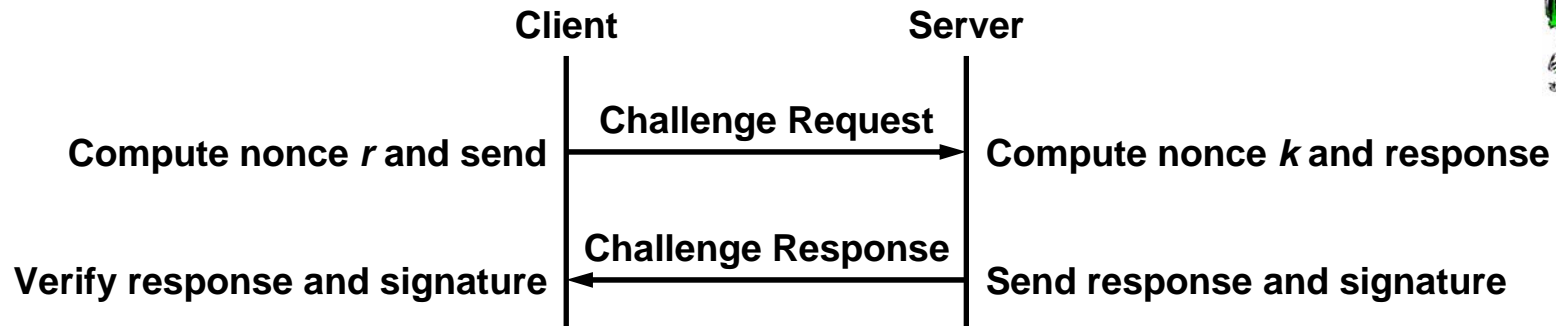 Client Server
Challenge Request
Compute nonce r and send Compute nonce k and response
Challenge Response
Verify response and signature Send response and signature